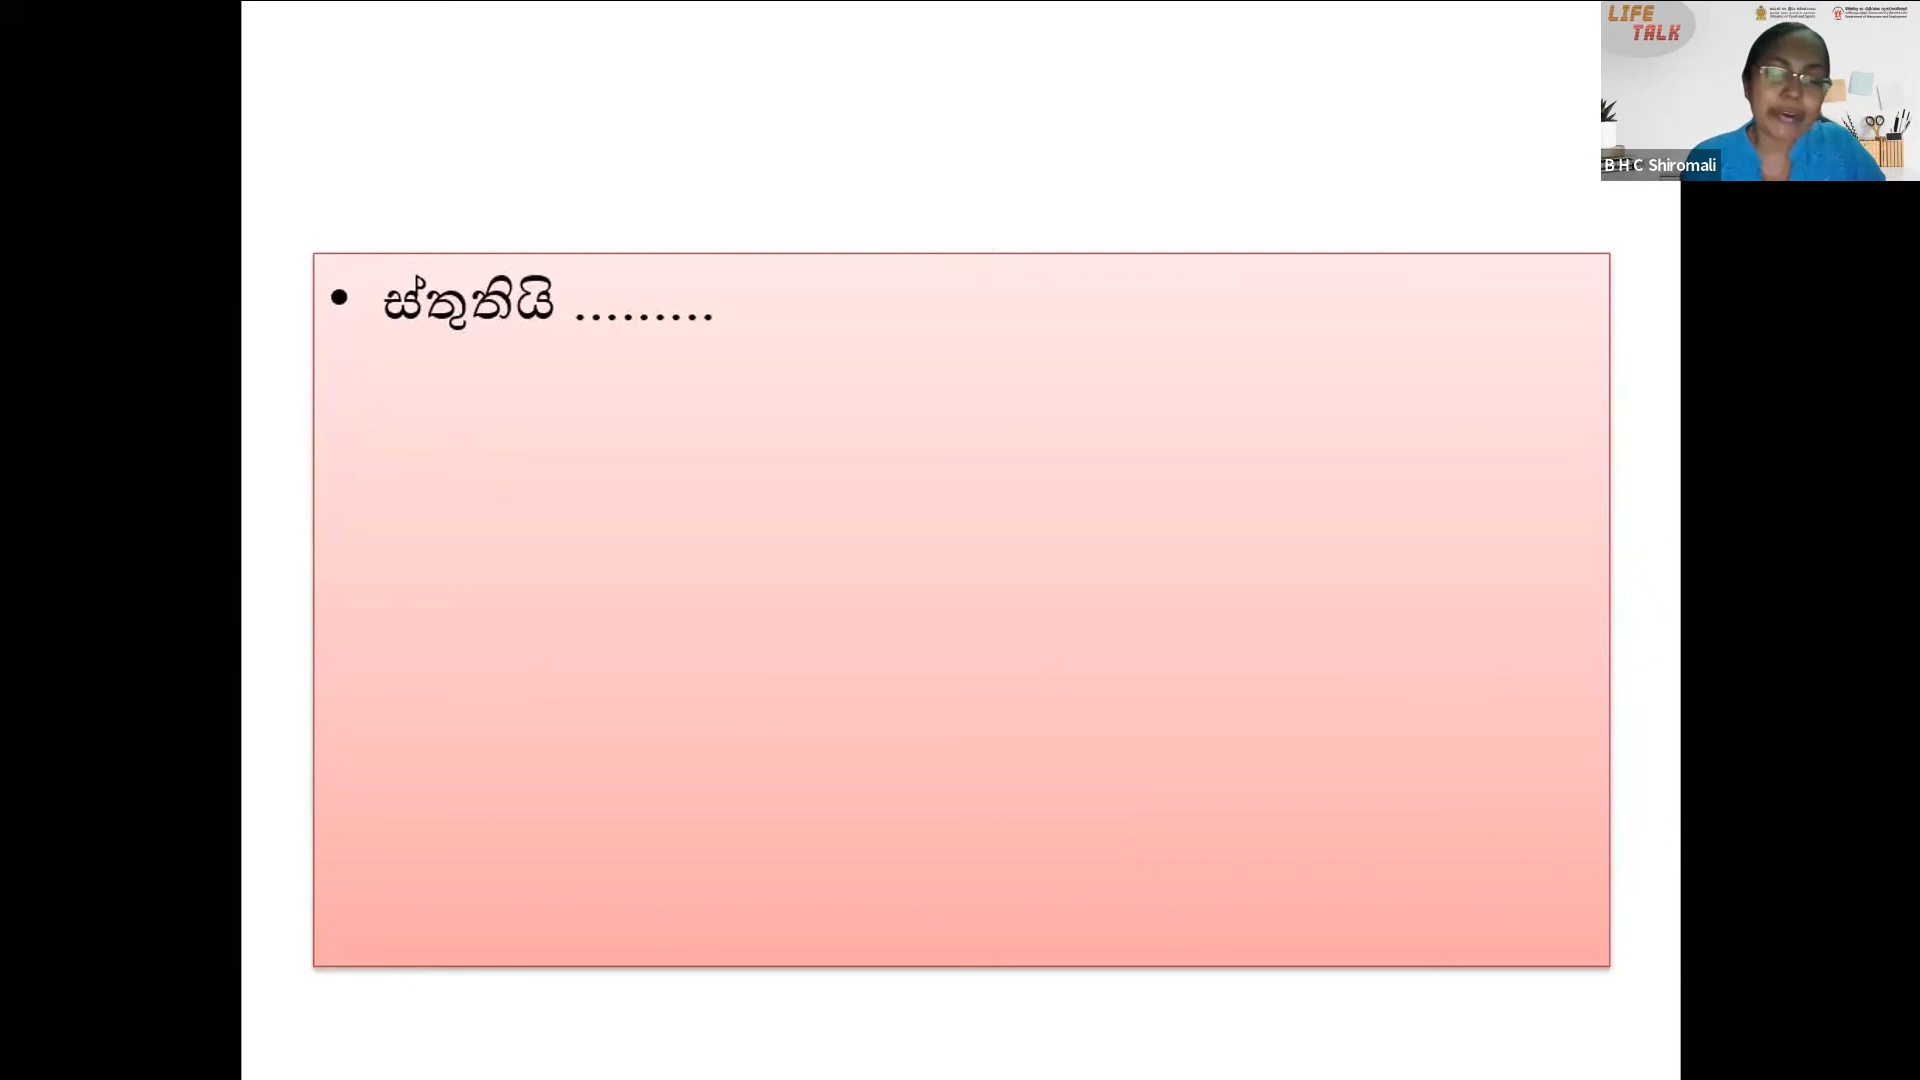 LIFE
TALK
B H C Shiromali
• ස්තුතියි .........